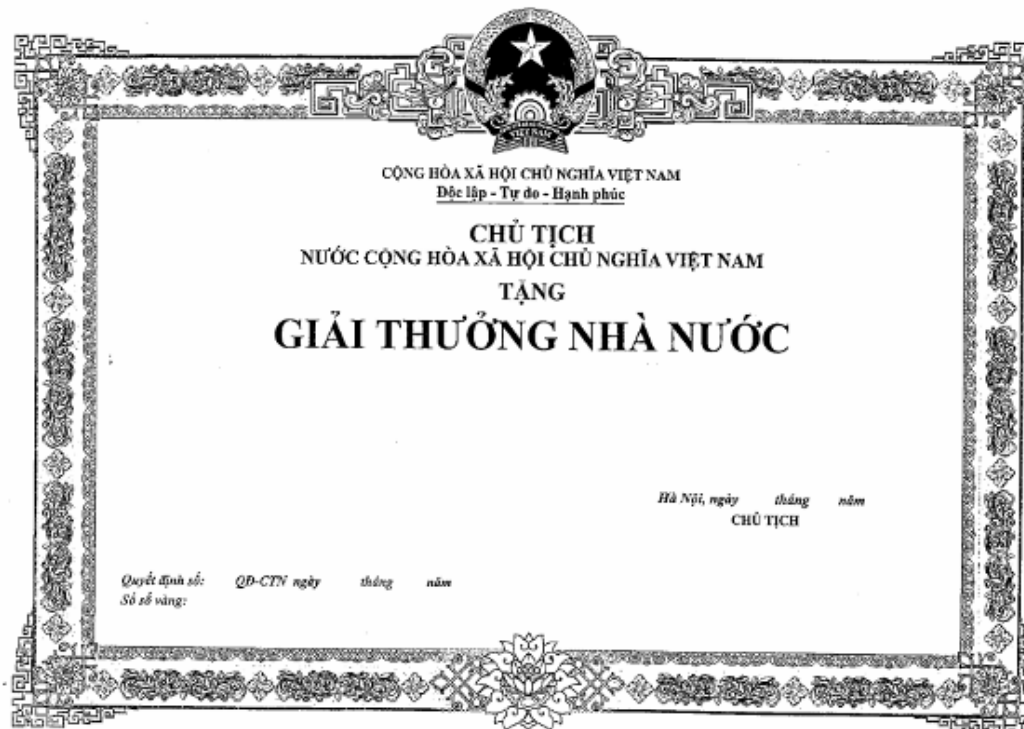 VIỆT NAM
CỘNG HÒA XÃ HỘI CHỦ NGHĨA VIỆT NAM
Độc lập - Tự do - Hạnh phúc
CHỦ TỊCH
NƯỚC CỘNG HÒA XÃ HỘI CHỦ NGHĨA VIỆT NAM
TẶNG
GIẢI THƯỞNG NHÀ NƯỚC
Hà Nội, ngày tháng năm
CHỦ TỊCH
Quyết định số: QĐ-CTN ngày tháng năm
Số sổ vàng: